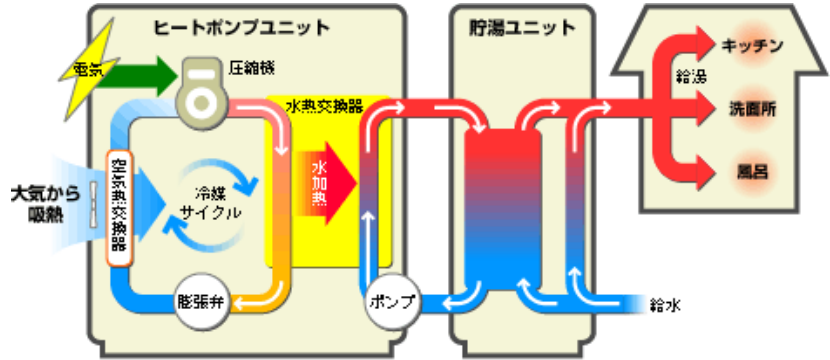 ヒートポンプユニット
貯湯ユニット
電気
圧縮機
水熱交換器
キッチン
給湯
洗面所
風呂
水加熱
大気から
吸熱
空気熱交換器
冷媒
サイクル
膨張弁
ポンプ
給水